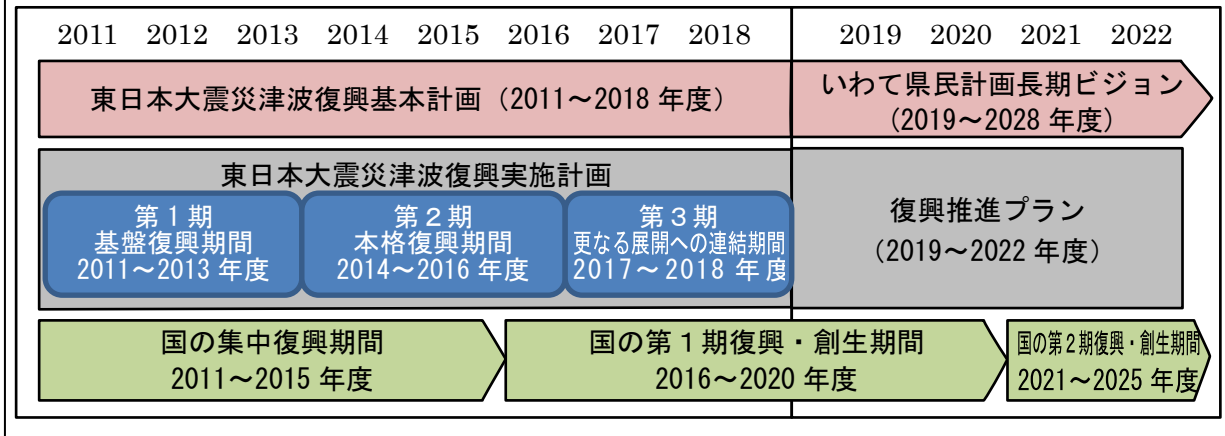 2011 2012 2013 2014 2015 2016 2017 2018 2019 2020 2021 2022
東日本大震災津波復興基本計画（2011～2018 年度）
いわて県民計画長期ビジョン
（2019～2028 年度）
東日本大震災津波復興実施計画
第１期
基盤復興期間
2011～2013 年度
第２期
本格復興期間
2014～2016 年度
第３期
更なる展開への連結期間
2017～2018 年度
復興推進プラン
（2019～2022 年度）
国の集中復興期間
2011～2015 年度
国の第１期復興・創生期間
2016～2020 年度
国の第２期復興・創生期間
2021～2025 年度